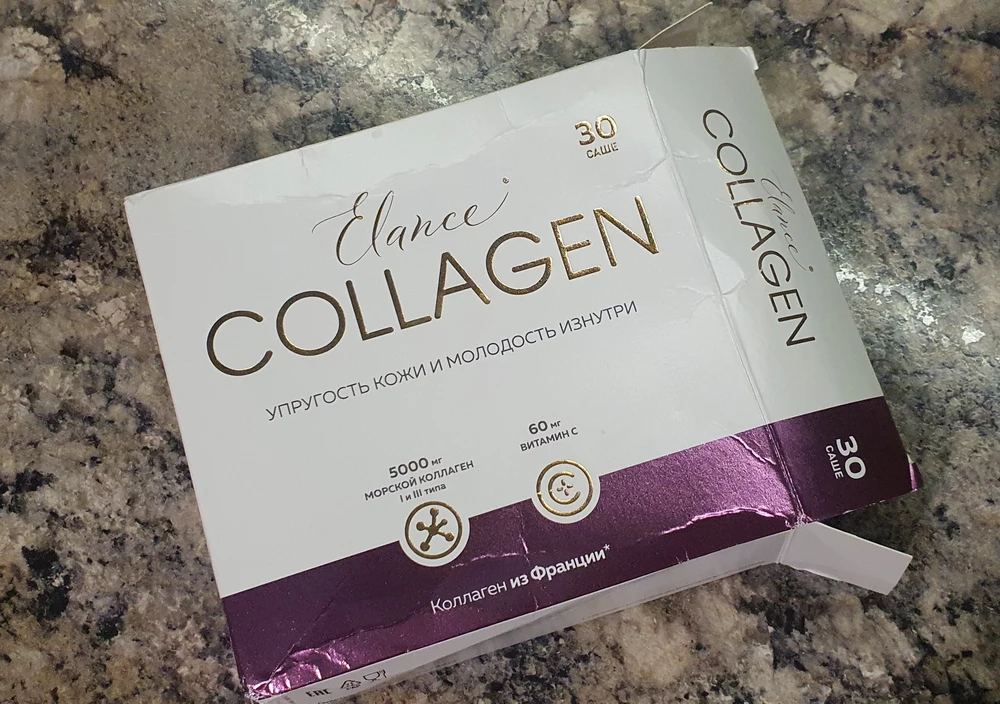 30
САШЕ
Elance
COLLAGEN
УПРУГОСТЬ КОЖИ И МОЛОДОСТЬ ИЗНУТРИ
5000 мг
МОРСКОЙ КОЛЛАГЕН
I и III типа
60 мг
ВИТАМИН С
Коллаген из Франции*
EAC
Elance
COLLAGEN
30
САШЕ